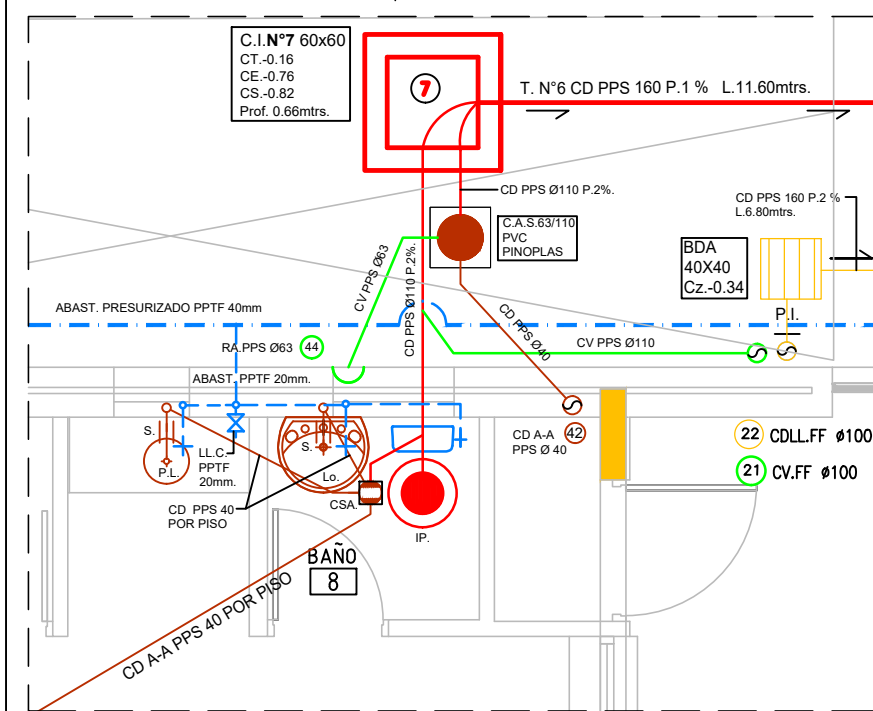 C.I.N°7 60x60
CT.-0.16
CE.-0.76
CS.-0.82
Prof. 0.66mtrs.
7
T. N°6 CD PPS 160 P.1 % L.11.60mtrs.
CD PPS Ø110 P.2%.
C.A.S.63/110
PVC
PINOPLAS
CD PPS 160 P.2 %
L.6.80mtrs.
BDA
40X40
Cz.-0.34
P.I.
CV PPS Ø63
CD PPS Ø110 P.2%.
CD PPS Ø40
CV PPS Ø110
ABAST. PRESURIZADO PPTF 40mm
RA.PPS Ø63
44
ABAST. PPTF 20mm.
S.
P.L.
LL.C.
PPTF
20mm.
S.
Lo.
CD PPS 40
POR PISO
CSA.
IP.
CD A-A
PPS Ø 40
42
22 CDLL.FF ø100
21 CV.FF ø100
BAÑO
8
CD A-A PPS 40 POR PISO